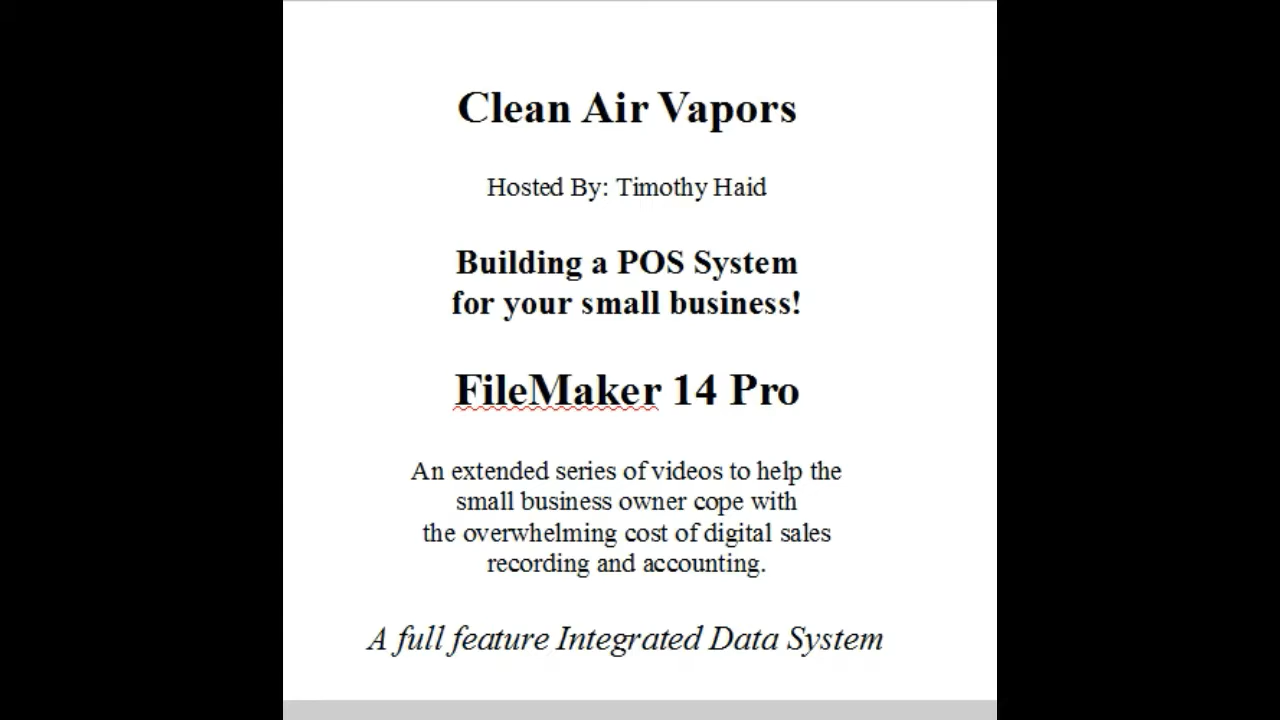 Clean Air Vapors
Hosted By: Timothy Haid
Building a POS System
for your small business!
FileMaker 14 Pro
An extended series of videos to help the
small business owner cope with
the overwhelming cost of digital sales
recording and accounting.
A full feature Integrated Data System